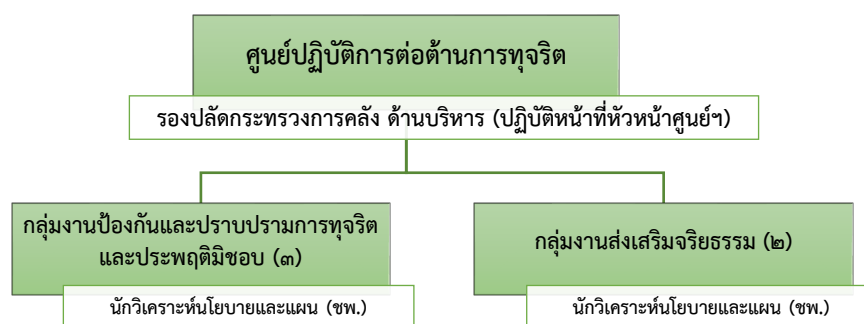 ศูนย์ปฏิบัติการต่อต้านการทุจริต
รองปลัดกระทรวงการคลัง ด้านบริหาร (ปฏิบัติหน้าที่หัวหน้าศูนย์ฯ)
กลุ่มงานป้องกันและปราบปรามการทุจริต
และประพฤติมิชอบ (๓)
นักวิเคราะห์นโยบายและแผน (ชพ.)
กลุ่มงานส่งเสริมจริยธรรม (๒)
นักวิเคราะห์นโยบายและแผน (ชพ.)